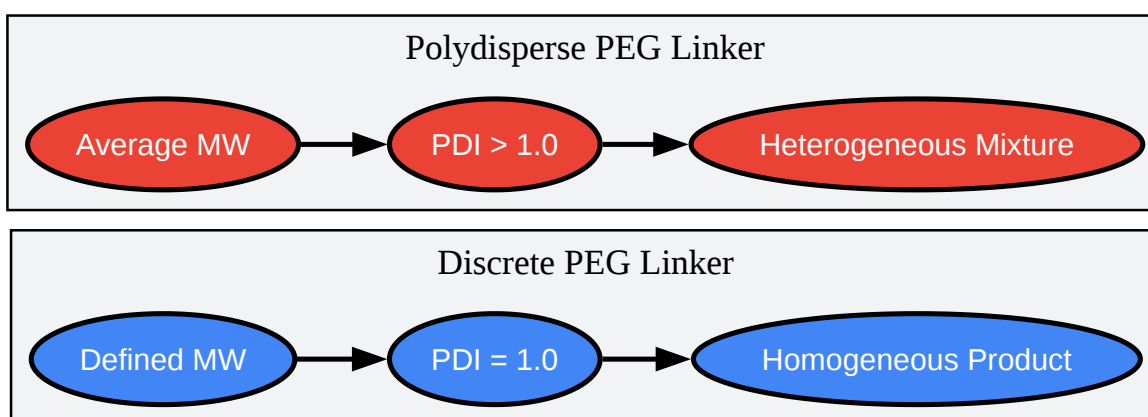 Polydisperse PEG Linker
Average MW
PDI > 1.0
Heterogeneous Mixture
Discrete PEG Linker
Defined MW
PDI = 1.0
Homogeneous Product